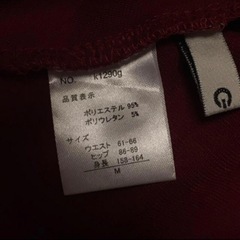 NO. k1290g
品質表示
ポリエステル 95%
ポリウレタン 5%
サイズ
ウエスト 61-66
ヒップ 86-69
身長 158-164
M